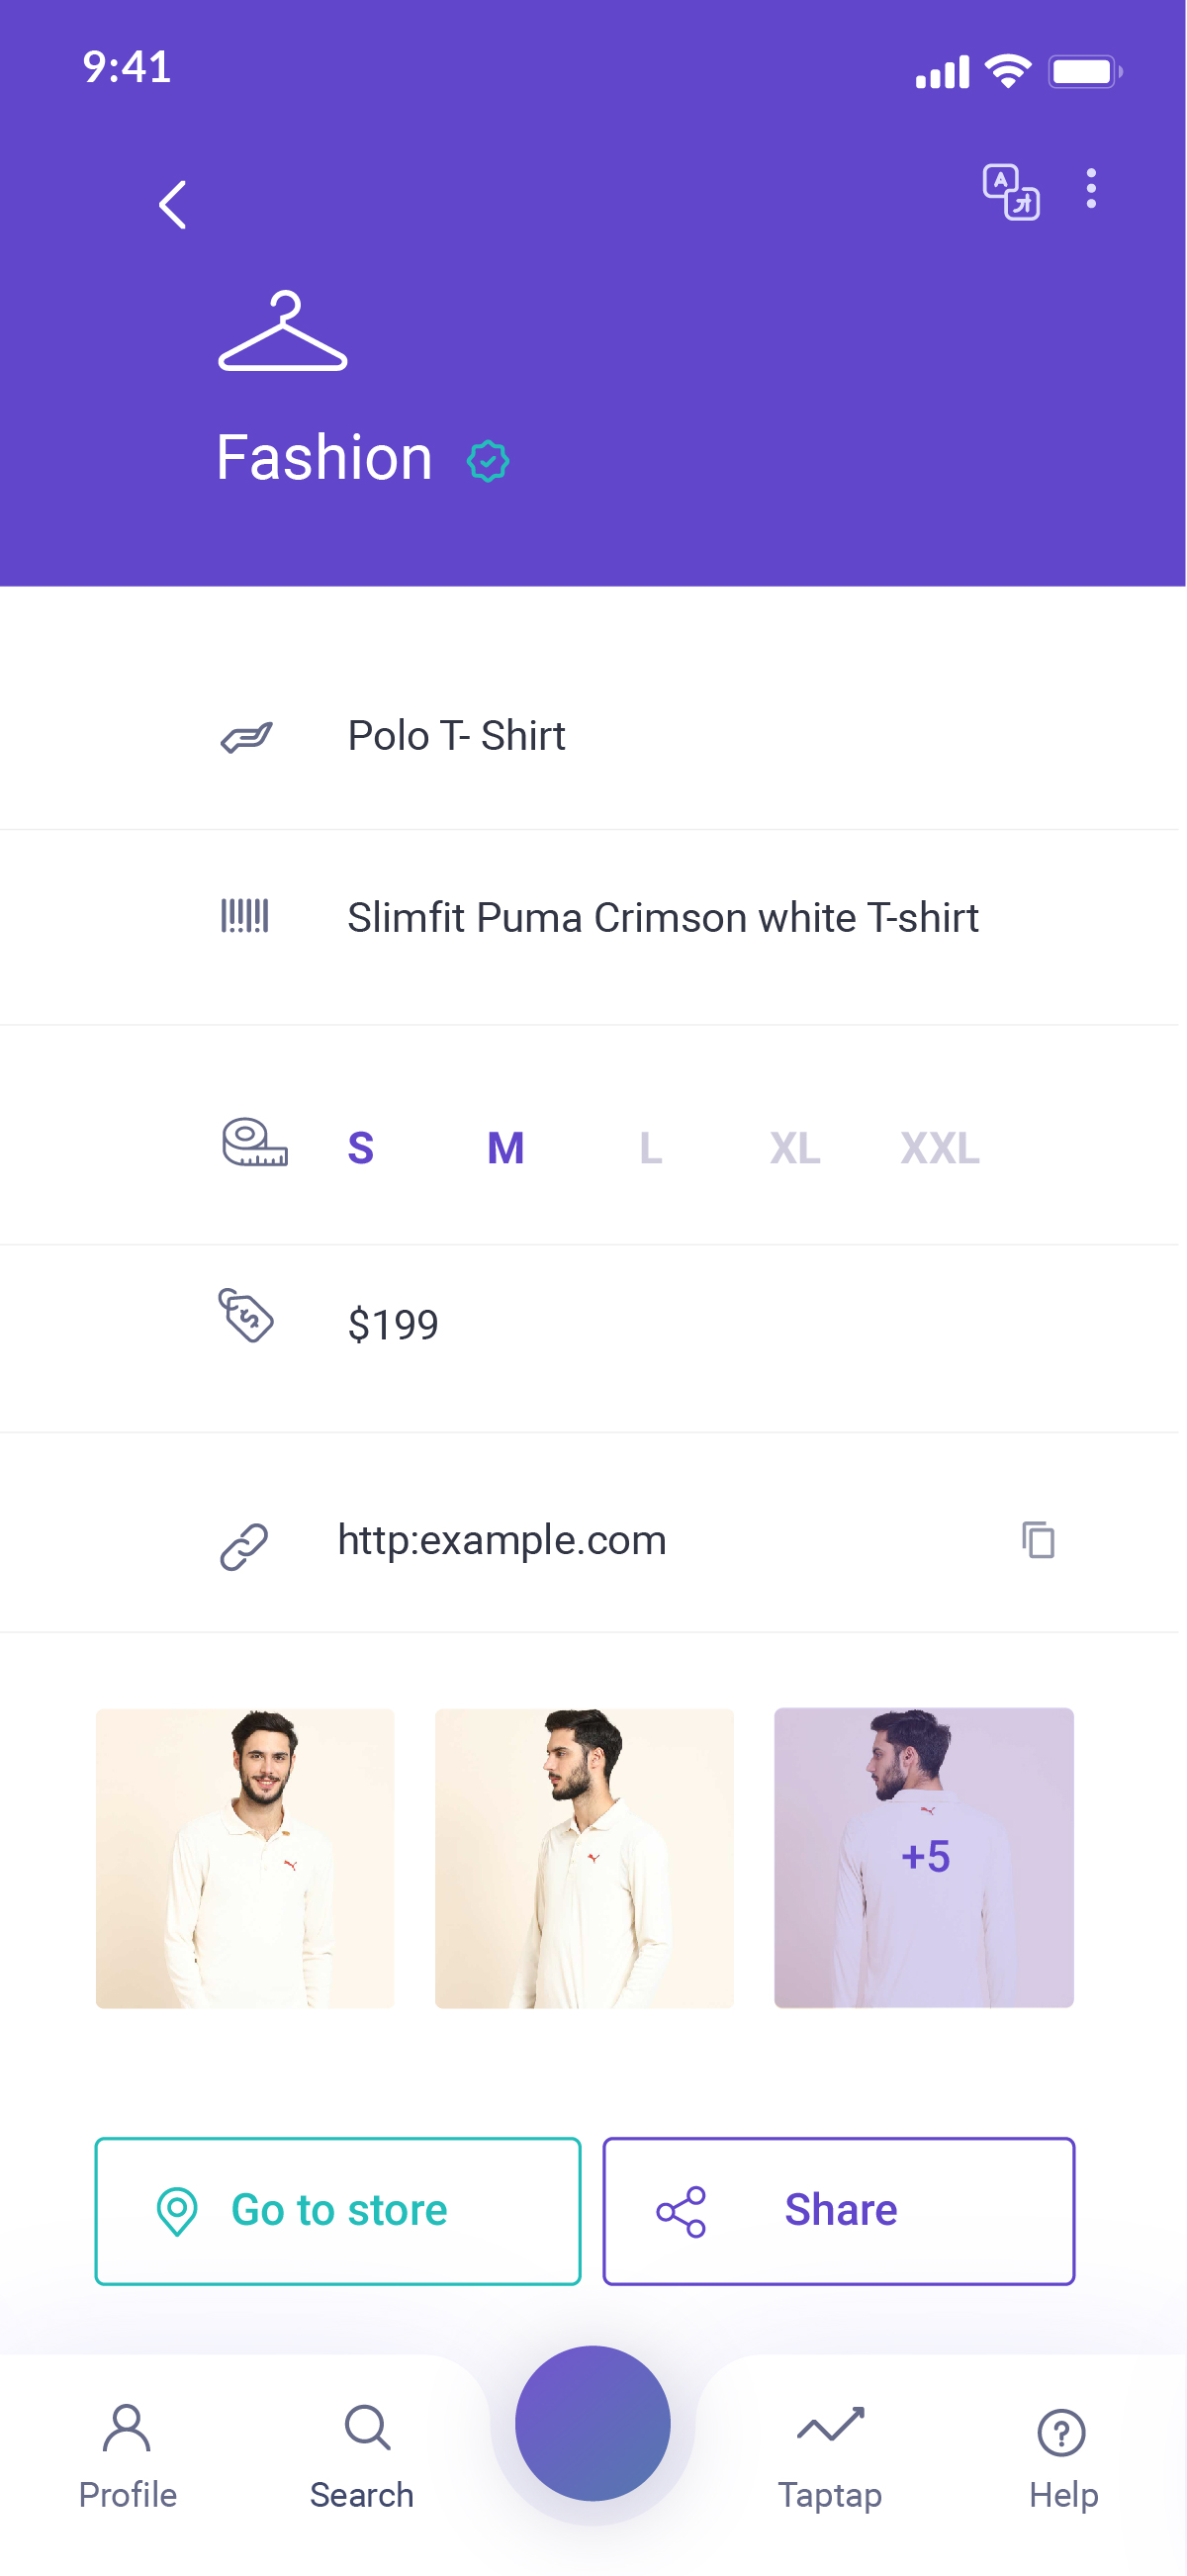 9:41
Fashion
Polo T- Shirt
Slimfit Puma Crimson white T-shirt
S M L XL XXL
$199
http:example.com
+5
Go to store Share
Profile Search Taptap Help